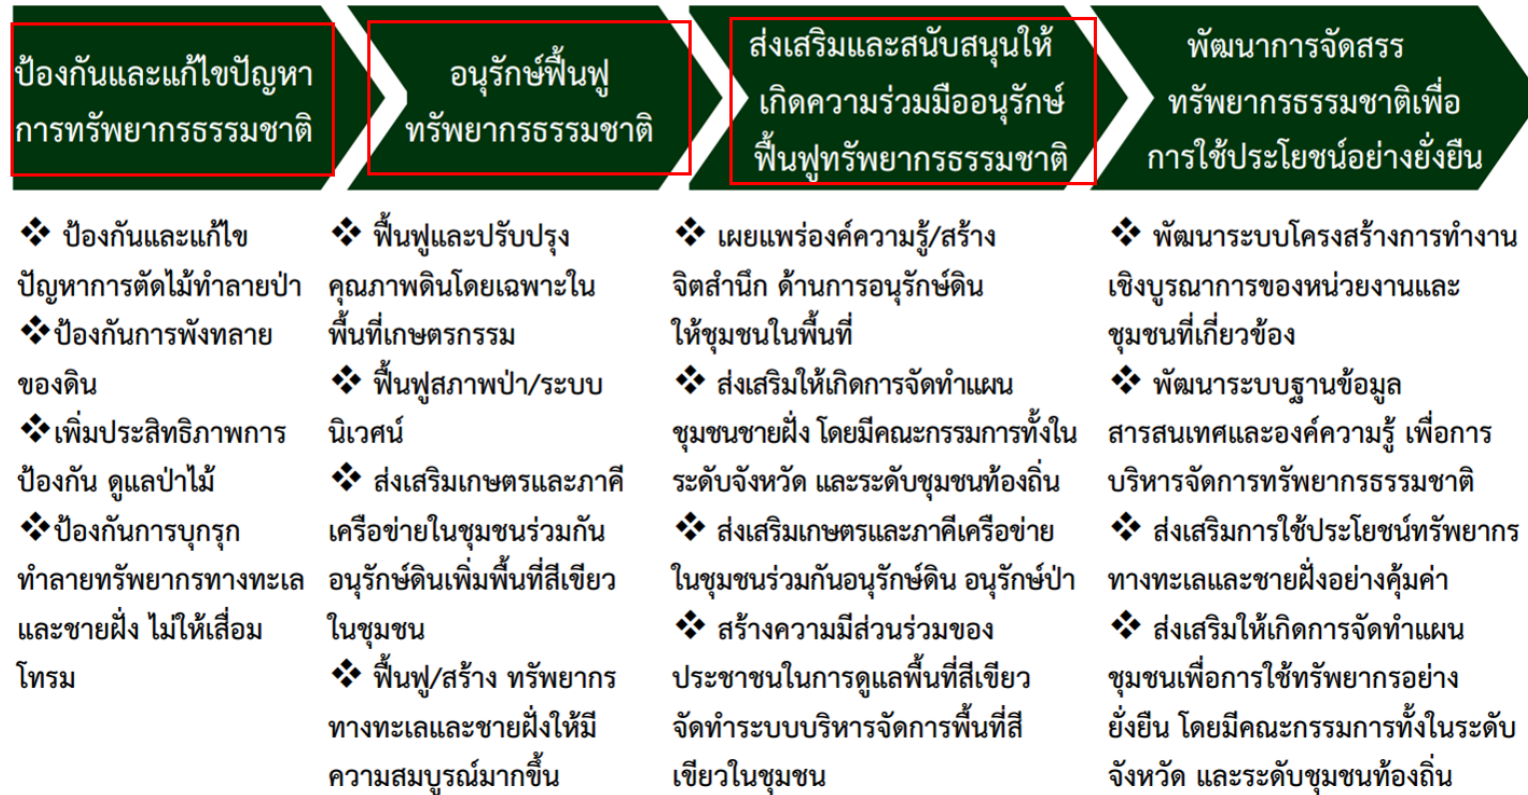 ป้องกันและแก้ไขปัญหา
การทรัพยากรธรรมชาติ
อนุรักษ์ฟื้นฟู
ทรัพยากรธรรมชาติ
ส่งเสริมและสนับสนุนให้
เกิดความร่วมมืออนุรักษ์
ฟื้นฟูทรัพยากรธรรมชาติ
พัฒนาการจัดสรร
ทรัพยากรธรรมชาติเพื่อ
การใช้ประโยชน์อย่างยั่งยืน
❖ ป้องกันและแก้ไข
ปัญหาการตัดไม้ทำลายป่า
❖ป้องกันการพังทลาย
ของดิน
❖เพิ่มประสิทธิภาพการ
ป้องกัน ดูแลป่าไม้
❖ป้องกันการบุกรุก
ทำลายทรัพยากรทางทะเล
และชายฝั่ง ไม่ให้เสื่อม
โทรม
❖ ฟื้นฟูและปรับปรุง
คุณภาพดินโดยเฉพาะใน
พื้นที่เกษตรกรรม
❖ ฟื้นฟูสภาพป่า/ระบบ
นิเวศน์
❖ ส่งเสริมเกษตรและภาคี
เครือข่ายในชุมชนร่วมกัน
อนุรักษ์ดินเพิ่มพื้นที่สีเขียว
ในชุมชน
❖ ฟื้นฟู/สร้าง ทรัพยากร
ทางทะเลและชายฝั่งให้มี
ความสมบูรณ์มากขึ้น
❖ เผยแพร่องค์ความรู้/สร้าง
จิตสำนึก ด้านการอนุรักษ์ดิน
ให้ชุมชนในพื้นที่
❖ ส่งเสริมให้เกิดการจัดทำแผน
ชุมชนชายฝั่ง โดยมีคณะกรรมการทั้งใน
ระดับจังหวัด และระดับชุมชนท้องถิ่น
❖ ส่งเสริมเกษตรและภาคีเครือข่าย
ในชุมชนร่วมกันอนุรักษ์ดิน อนุรักษ์ป่า
❖ สร้างความมีส่วนร่วมของ
ประชาชนในการดูแลพื้นที่สีเขียว
จัดทำระบบบริหารจัดการพื้นที่สี
เขียวในชุมชน
❖ พัฒนาระบบโครงสร้างการทำงาน
เชิงบูรณาการของหน่วยงานและ
ชุมชนที่เกี่ยวข้อง
❖ พัฒนาระบบฐานข้อมูล
สารสนเทศและองค์ความรู้ เพื่อการ
บริหารจัดการทรัพยากรธรรมชาติ
❖ ส่งเสริมการใช้ประโยชน์ทรัพยากร
ทางทะเลและชายฝั่งอย่างคุ้มค่า
❖ ส่งเสริมให้เกิดการจัดทำแผน
ชุมชนเพื่อการใช้ทรัพยากรอย่าง
ยั่งยืน โดยมีคณะกรรมการทั้งในระดับ
จังหวัด และระดับชุมชนท้องถิ่น